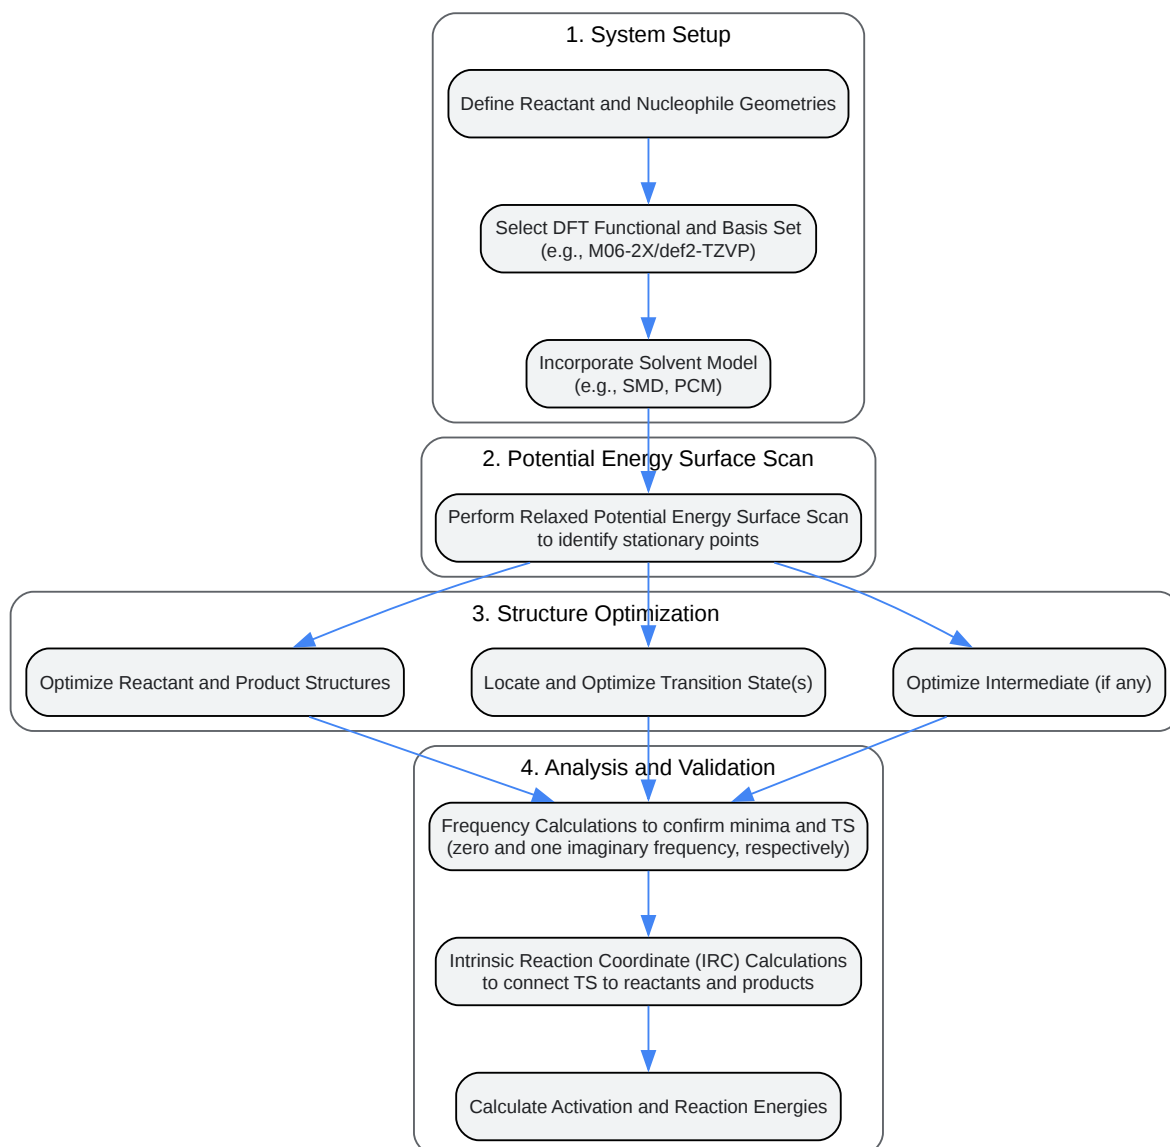 1. System Setup
Define Reactant and Nucleophile Geometries
Select DFT Functional and Basis Set
(e.g., M06-2X/def2-TZVP)
Incorporate Solvent Model
(e.g., SMD, PCM)
2. Potential Energy Surface Scan
Perform Relaxed Potential Energy Surface Scan
to identify stationary points
3. Structure Optimization
Optimize Reactant and Product Structures
Locate and Optimize Transition State(s)
Optimize Intermediate (if any)
4. Analysis and Validation
Frequency Calculations to confirm minima and TS
(zero and one imaginary frequency, respectively)
Intrinsic Reaction Coordinate (IRC) Calculations
to connect TS to reactants and products
Calculate Activation and Reaction Energies